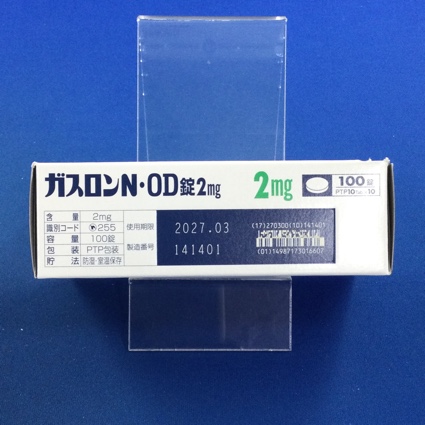 ガスロンN・OD錠2mg
2mg
100錠
PTP10錠×10
含量 2mg
識別コード 255
容量 100錠
包装 PTP包装
貯法 防湿・室温保存
使用期限 2027.03
製造番号 141401
(17)270300(10)141401
(01)14987173016607